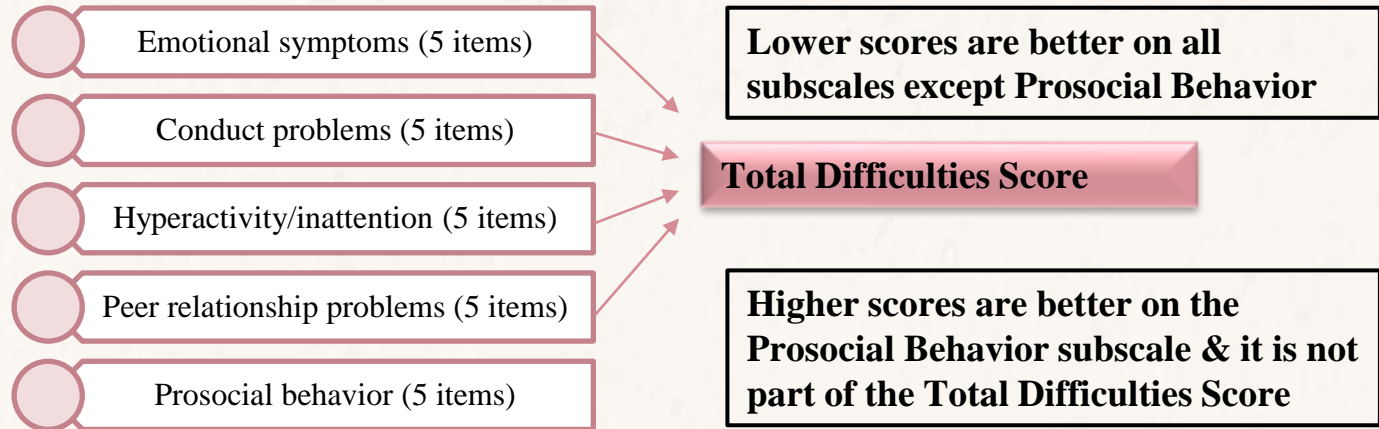 Emotional symptoms (5 items)
Conduct problems (5 items)
Hyperactivity/inattention (5 items)
Peer relationship problems (5 items)
Prosocial behavior (5 items)
Lower scores are better on all
subscales except Prosocial Behavior
Total Difficulties Score
Higher scores are better on the
Prosocial Behavior subscale & it is not
part of the Total Difficulties Score